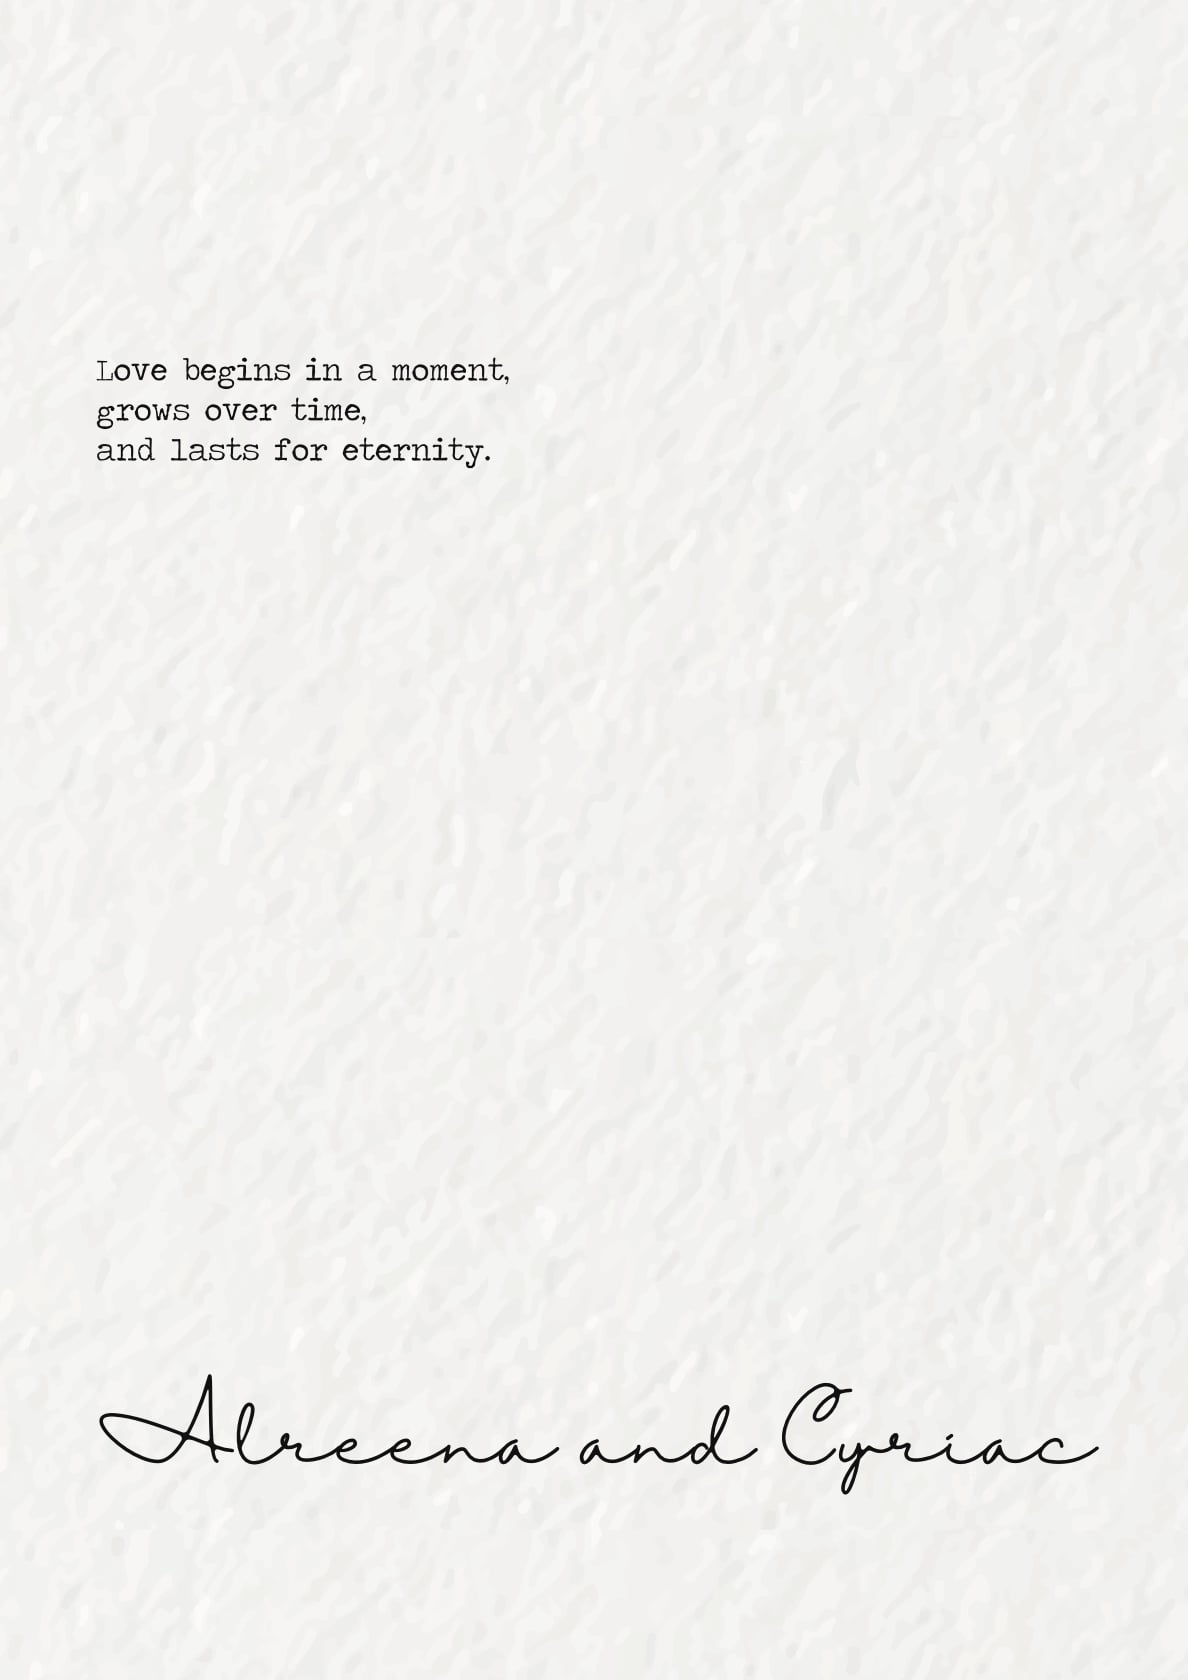 Love begins in a moment,
grows over time,
and lasts for eternity.
Alreena and Cyriac